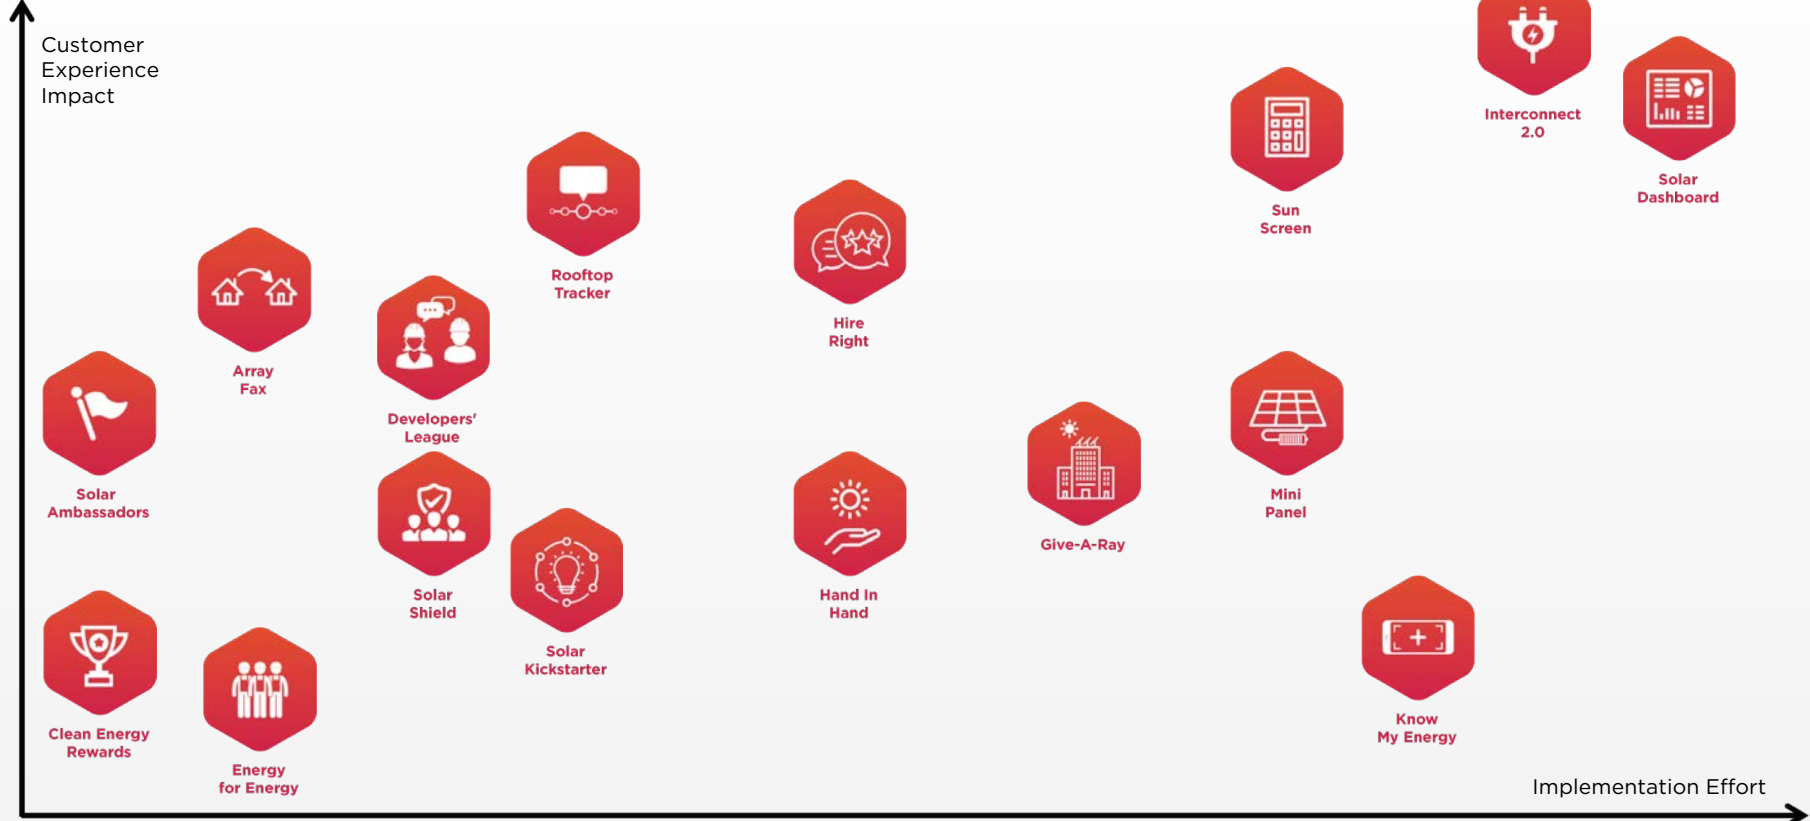 Customer
Experience
Impact
Interconnect
2.0
Solar
Dashboard
Sun
Screen
Rooftop
Tracker
Hire
Right
Array
Fax
Developers'
League
Solar
Ambassadors
Mini
Panel
Give-A-Ray
Solar
Shield
Hand In
Hand
Solar
Kickstarter
Know
My Energy
Clean Energy
Rewards
Energy
for Energy
Implementation Effort